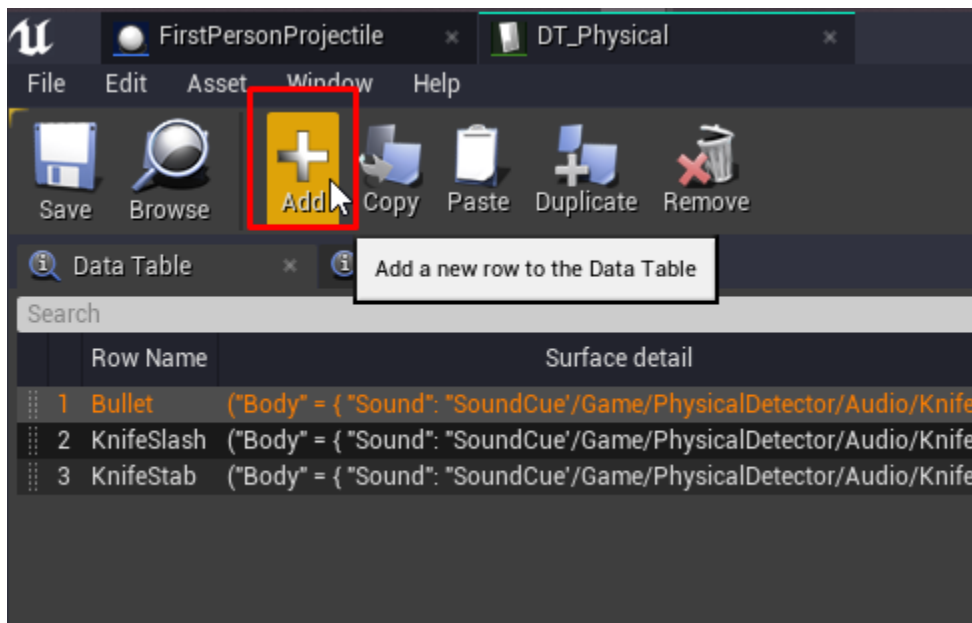 FirstPersonProjectile
DT_Physical
File Edit Asset Window Help
Save Browse Add Copy Paste Duplicate Remove
Data Table
Add a new row to the Data Table
Search
Row Name Surface detail
1 Bullet ("Body" = { "Sound": "SoundCue'/Game/PhysicalDetector/Audio/Knife
2 KnifeSlash ("Body" = { "Sound": "SoundCue'/Game/PhysicalDetector/Audio/Knife
3 KnifeStab ("Body" = { "Sound": "SoundCue'/Game/PhysicalDetector/Audio/Knife